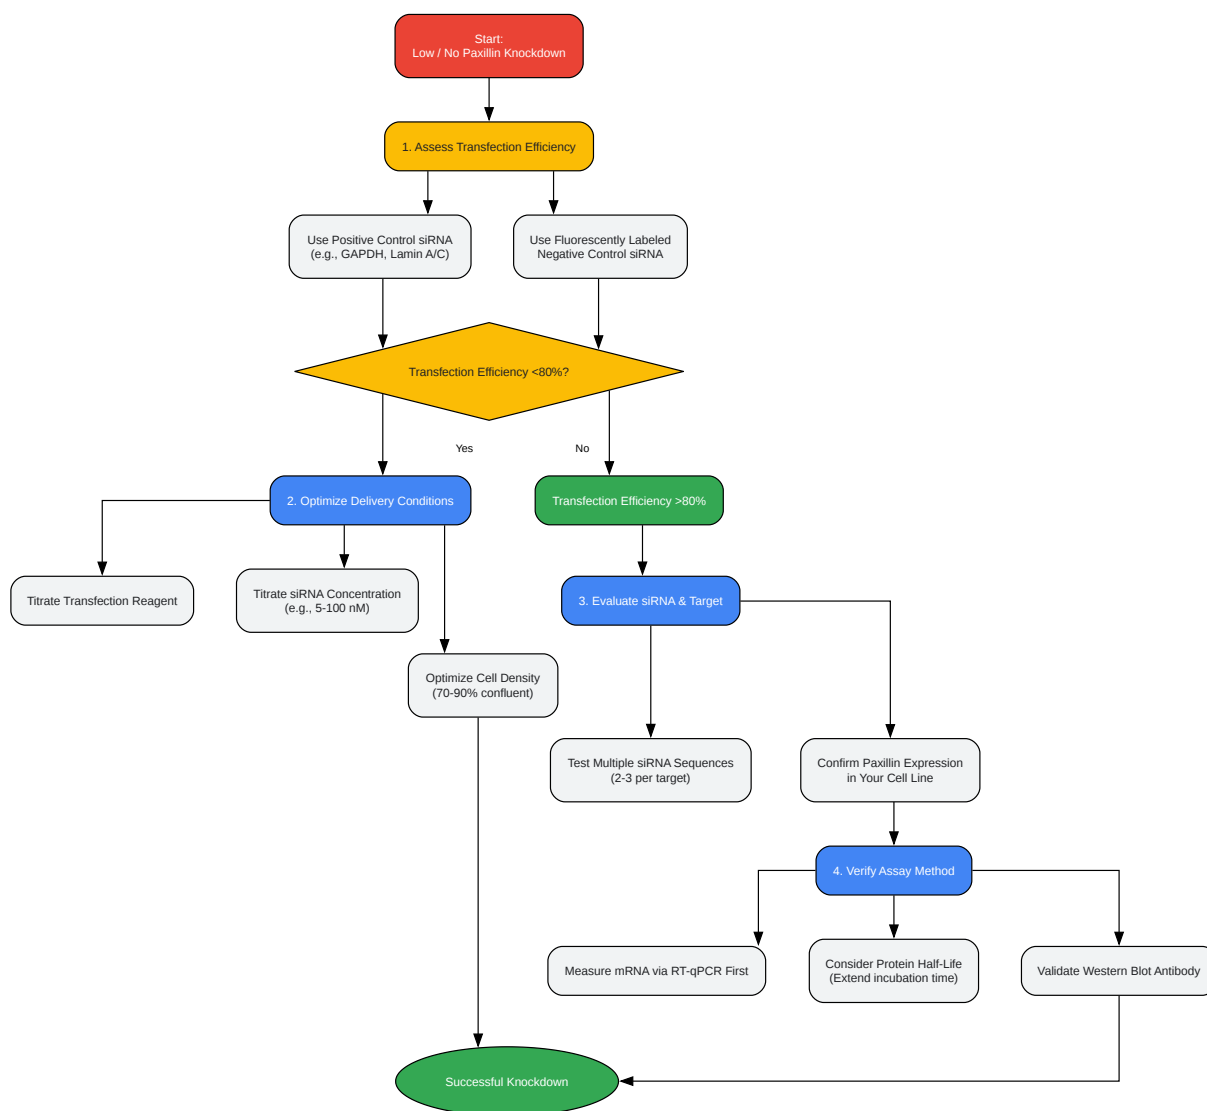 Start:
Low / No Paxillin Knockdown
1. Assess Transfection Efficiency
Use Positive Control siRNA
(e.g., GAPDH, Lamin A/C)
Use Fluorescently Labeled
Negative Control siRNA
Transfection Efficiency <80%?
Yes
No
2. Optimize Delivery Conditions
Transfection Efficiency >80%
Titrate Transfection Reagent
Titrate siRNA Concentration
(e.g., 5-100 nM)
3. Evaluate siRNA & Target
Optimize Cell Density
(70-90% confluent)
Test Multiple siRNA Sequences
(2-3 per target)
Confirm Paxillin Expression
in Your Cell Line
4. Verify Assay Method
Measure mRNA via RT-qPCR First
Consider Protein Half-Life
(Extend incubation time)
Validate Western Blot Antibody
Successful Knockdown